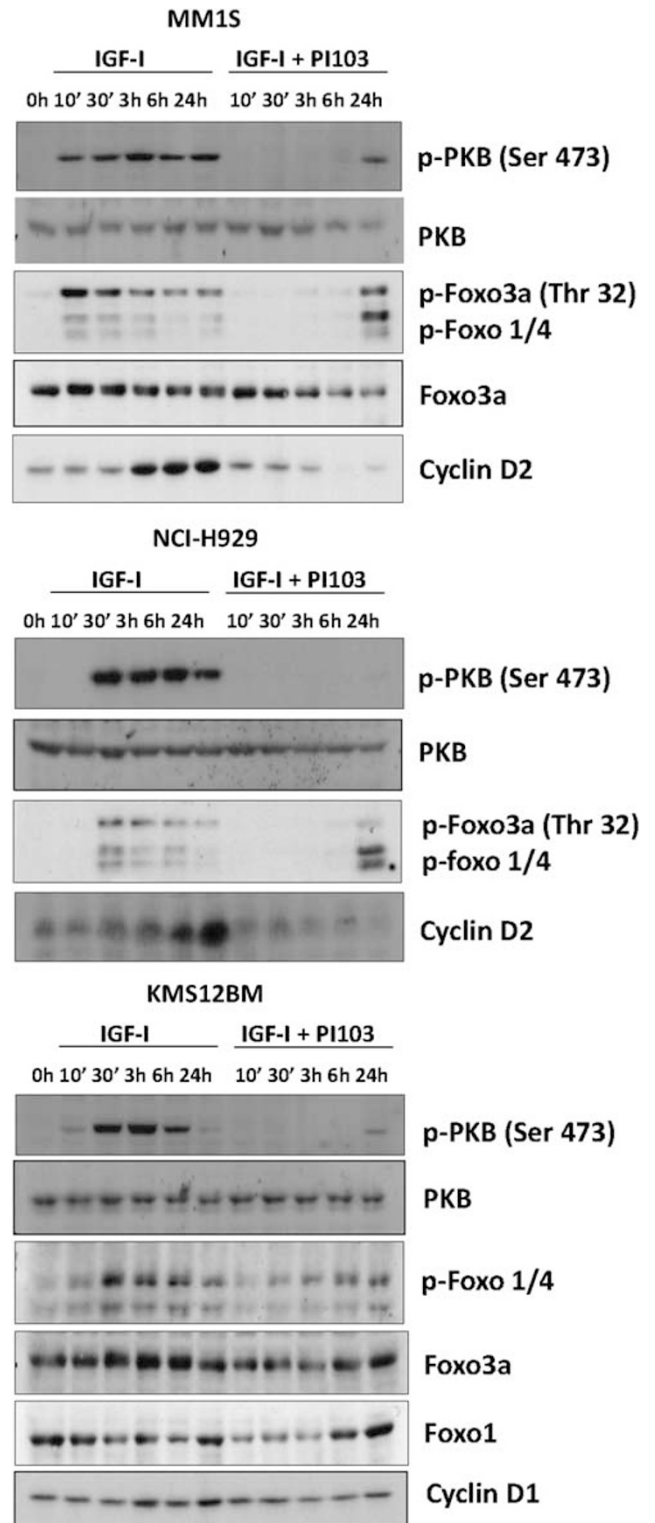 MM1S
IGF-I IGF-I + PI103
0h 10’ 30’ 3h 6h 24h 10’ 30’ 3h 6h 24h
p-PKB (Ser 473)
PKB
p-Foxo3a (Thr 32)
p-Foxo 1/4
Foxo3a
Cyclin D2
NCI-H929
IGF-I IGF-I + PI103
0h 10’ 30’ 3h 6h 24h 10’ 30’ 3h 6h 24h
p-PKB (Ser 473)
PKB
p-Foxo3a (Thr 32)
p-foxo 1/4
Cyclin D2
KMS12BM
IGF-I IGF-I + PI103
0h 10’ 30’ 3h 6h 24h 10’ 30’ 3h 6h 24h
p-PKB (Ser 473)
PKB
p-Foxo 1/4
Foxo3a
Foxo1
Cyclin D1